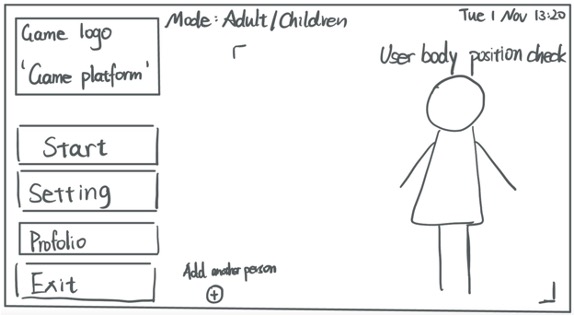 Game logo
'Game platform'
Mode: Adult/Children
Tue 1 Nov 13:20
User body position check
Start
Setting
Profolio
Exit
Add another person